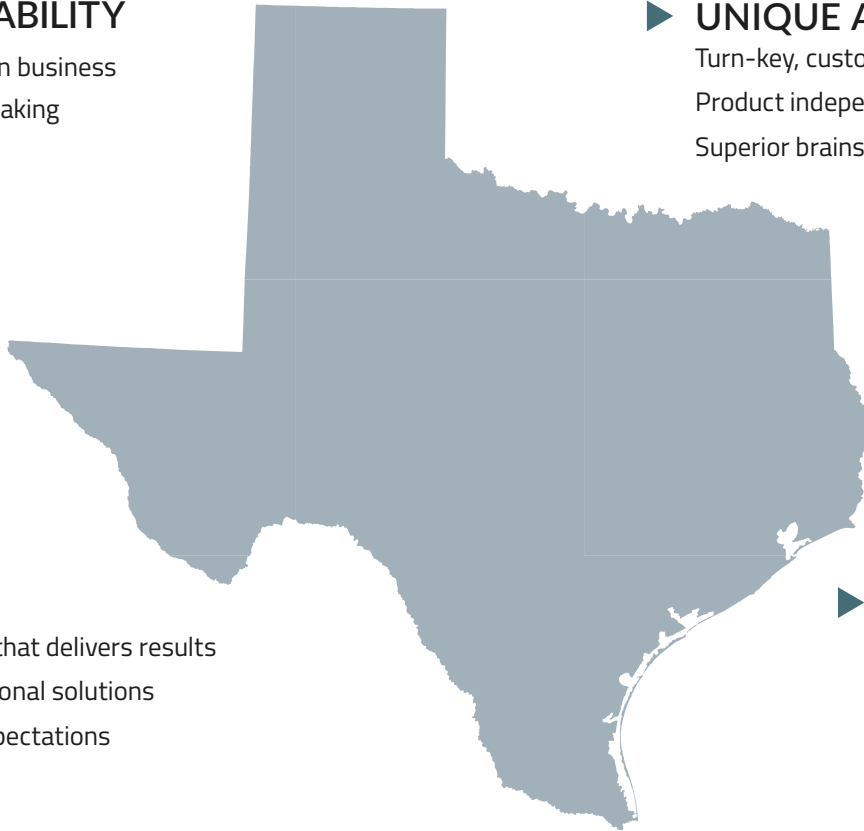 ABILITY
n business
aking
UNIQUE A
Turn-key, custo
Product indepe
Superior brains
that delivers results
onal solutions
pectations